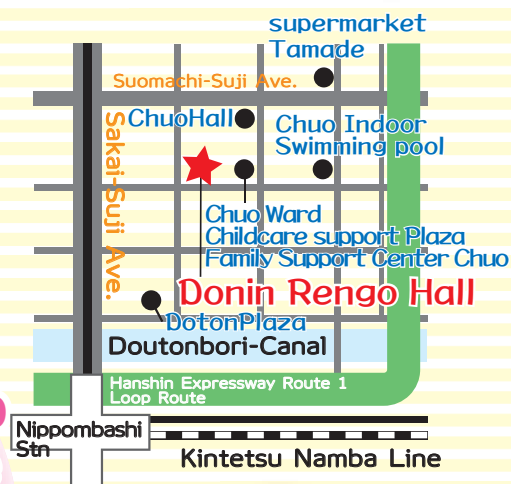 supermarket
Tamade
Suomachi-Suji Ave.
ChuoHall
Chuo Indoor
Swimming pool
Sakai-Suji Ave.
Chuo Ward
Childcare support Plaza
Family Support Center Chuo
Donin Rengo Hall
DotonPlaza
Doutonbori-Canal
Hanshin Expressway Route 1
Loop Route
Nippombashi
Stn
Kintetsu Namba Line